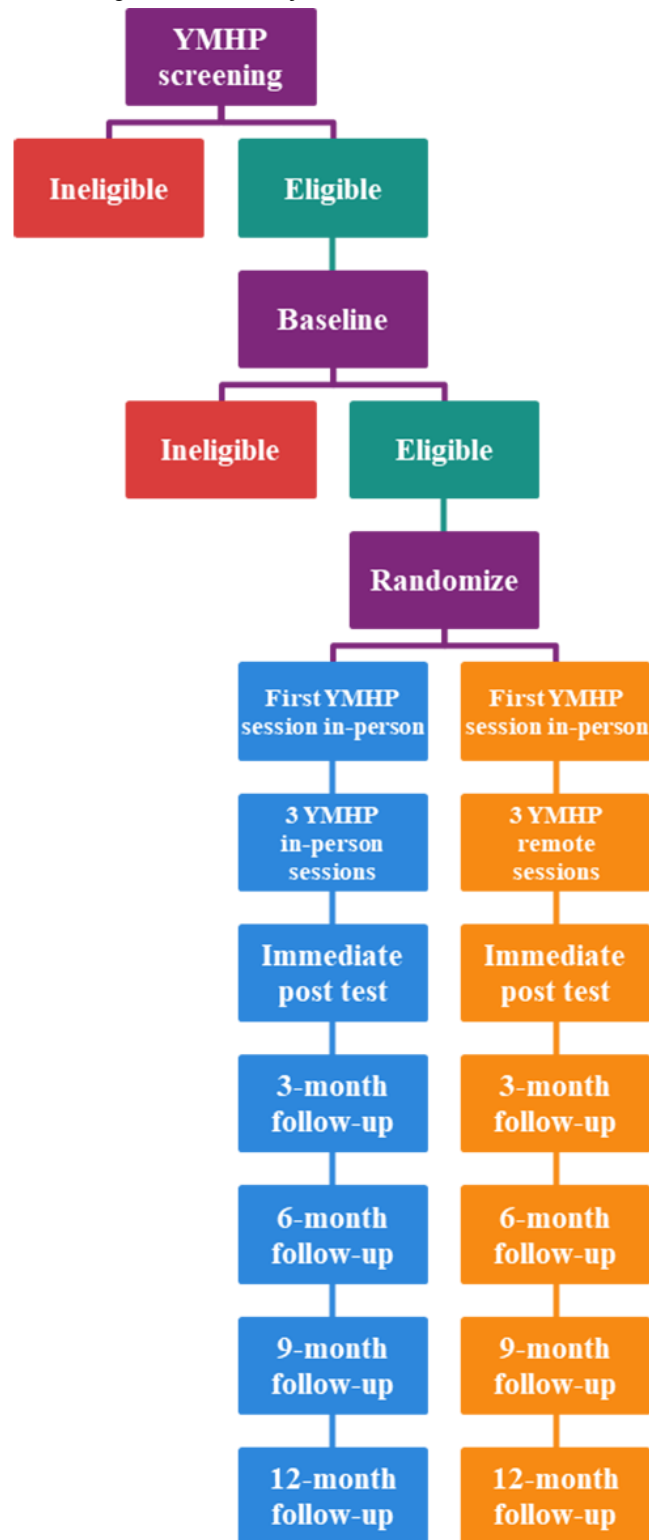 YMHP
screening
Ineligible
Eligible
Baseline
Ineligible
Eligible
Randomize
First YMHP
session in-person
First YMHP
session in-person
3 YMHP
in-person
sessions
3 YMHP
remote
sessions
Immediate
post test
Immediate
post test
3-month
follow-up
3-month
follow-up
6-month
follow-up
6-month
follow-up
9-month
follow-up
9-month
follow-up
12-month
follow-up
12-month
follow-up